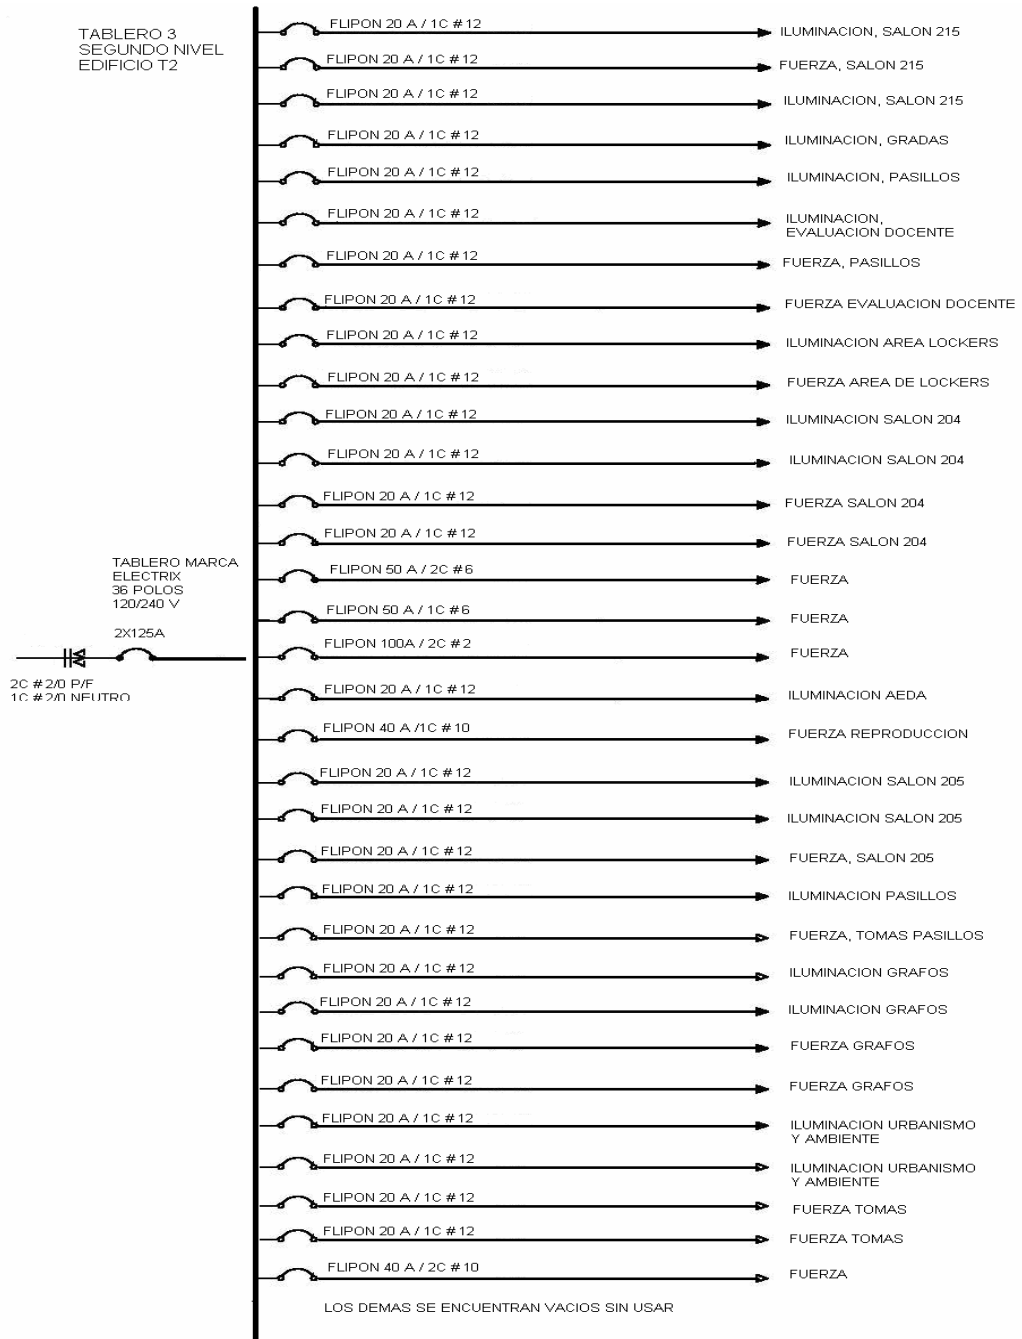 TABLERO 3
SEGUNDO NIVEL
EDIFICIO T2
FLIPON 20 A / 1C # 12
ILUMINACION, SALON 215
FLIPON 20 A / 1C # 12
FUERZA, SALON 215
FLIPON 20 A / 1C # 12
ILUMINACION, SALON 215
FLIPON 20 A / 1C # 12
ILUMINACION, GRADAS
FLIPON 20 A / 1C # 12
ILUMINACION, PASILLOS
FLIPON 20 A / 1C # 12
ILUMINACION,
EVALUACION DOCENTE
FLIPON 20 A / 1C # 12
FUERZA, PASILLOS
FLIPON 20 A / 1C # 12
FUERZA EVALUACION DOCENTE
FLIPON 20 A / 1C # 12
ILUMINACION AREA LOCKERS
FLIPON 20 A / 1C # 12
FUERZA AREA DE LOCKERS
FLIPON 20 A / 1C # 12
ILUMINACION SALON 204
FLIPON 20 A / 1C # 12
ILUMINACION SALON 204
FLIPON 20 A / 1C # 12
FUERZA SALON 204
FLIPON 20 A / 1C # 12
FUERZA SALON 204
TABLERO MARCA
ELECTRIX
36 POLOS
120/240 V
2X125A
2C # 2/0 P/F
1C # 2/0 NEUTRO
FLIPON 50 A / 2C # 6
FUERZA
FLIPON 50 A / 1C # 6
FUERZA
FLIPON 100A / 2C # 2
FUERZA
FLIPON 20 A / 1C # 12
ILUMINACION AEDA
FLIPON 40 A /1C # 10
FUERZA REPRODUCCION
FLIPON 20 A / 1C # 12
ILUMINACION SALON 205
FLIPON 20 A / 1C # 12
ILUMINACION SALON 205
FLIPON 20 A / 1C # 12
FUERZA, SALON 205
FLIPON 20 A / 1C # 12
ILUMINACION PASILLOS
FLIPON 20 A / 1C # 12
FUERZA, TOMAS PASILLOS
FLIPON 20 A / 1C # 12
ILUMINACION GRAFOS
FLIPON 20 A / 1C # 12
ILUMINACION GRAFOS
FLIPON 20 A / 1C # 12
FUERZA GRAFOS
FLIPON 20 A / 1C # 12
FUERZA GRAFOS
FLIPON 20 A / 1C # 12
ILUMINACION URBANISMO
Y AMBIENTE
FLIPON 20 A / 1C # 12
ILUMINACION URBANISMO
Y AMBIENTE
FLIPON 20 A / 1C # 12
FUERZA TOMAS
FLIPON 20 A / 1C # 12
FUERZA TOMAS
FLIPON 40 A / 2C # 10
FUERZA
LOS DEMAS SE ENCUENTRAN VACIOS SIN USAR